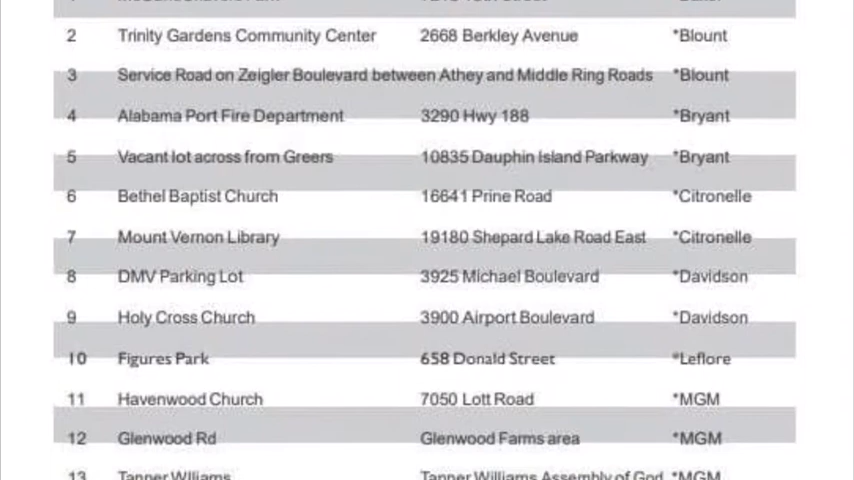 2 Trinity Gardens Community Center 2668 Berkley Avenue *Blount
3 Service Road on Zeigler Boulevard between Athey and Middle Ring Roads *Blount
4 Alabama Port Fire Department 3290 Hwy 188 *Bryant
5 Vacant lot across from Greers 10835 Dauphin Island Parkway *Bryant
6 Bethel Baptist Church 16641 Prine Road *Citronelle
7 Mount Vernon Library 19180 Shepard Lake Road East *Citronelle
8 DMV Parking Lot 3925 Michael Boulevard *Davidson
9 Holy Cross Church 3900 Airport Boulevard *Davidson
10 Figures Park 658 Donald Street *Leflore
11 Havenwood Church 7050 Lott Road *MGM
12 Glenwood Rd Glenwood Farms area *MGM
13 Tanner WIliams Tanner Williams Assembly of God *MGM